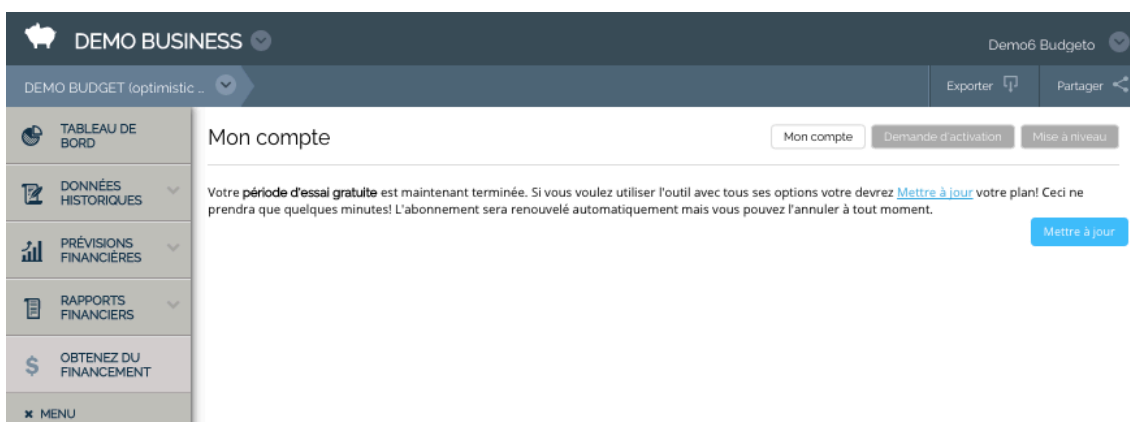 DEMO BUSINESS
Demo6 Budgeto
DEMO BUDGET (optimistic ..
Exporter
Partager
TABLEAU DE
BORD
DONNÉES
HISTORIQUES
PRÉVISIONS
FINANCIÈRES
RAPPORTS
FINANCIERS
OBTENEZ DU
FINANCEMENT
× MENU
Mon compte
Mon compte
Demande d'activation
Mise à niveau
Votre période d'essai gratuite est maintenant terminée. Si vous voulez utiliser l'outil avec tous ses options votre devrez Mettre à jour votre plan! Ceci ne
prendra que quelques minutes! L'abonnement sera renouvelé automatiquement mais vous pouvez l'annuler à tout moment.
Mettre à jour